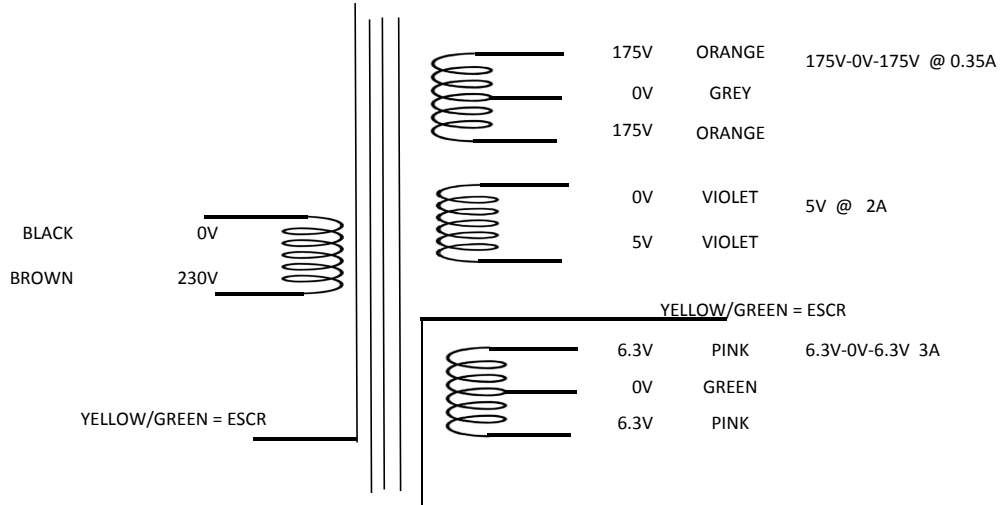 175V ORANGE 175V-0V-175V @ 0.35A
0V GREY
175V ORANGE
0V VIOLET 5V @ 2A
BLACK 0V
5V VIOLET
BROWN 230V
YELLOW/GREEN = ESCR
6.3V PINK 6.3V-0V-6.3V 3A
0V GREEN
YELLOW/GREEN = ESCR
6.3V PINK